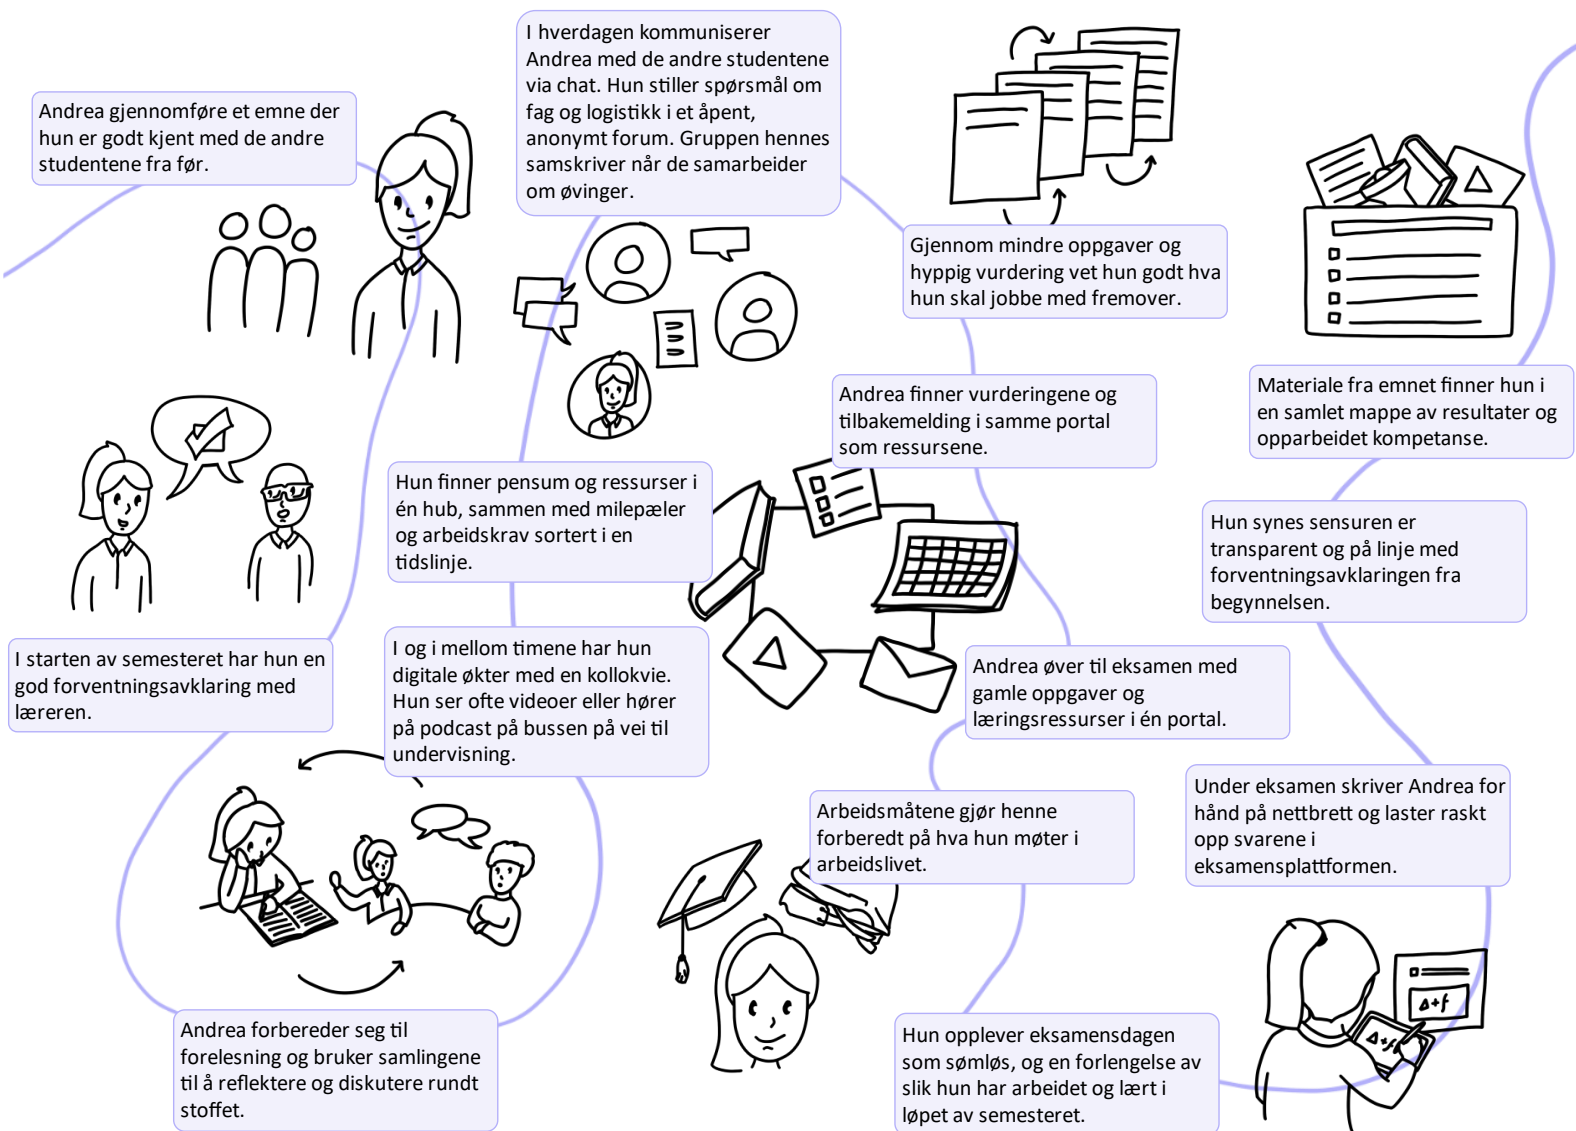 Andrea gjennomføre et emne der
hun er godt kjent med de andre
studentene fra før.
I starten av semesteret har hun en
god forventningsavklaring med
læreren.
Andrea forbereder seg til
forelesning og bruker samlingene
til å reflektere og diskutere rundt
stoffet.
I og i mellom timene har hun
digitale økter med en kollokvie.
Hun ser ofte videoer eller hører
på podcast på bussen på vei til
undervisning.
Hun finner pensum og ressurser i
én hub, sammen med milepæler
og arbeidskrav sortert i en
tidslinje.
I hverdagen kommuniserer
Andrea med de andre studentene
via chat. Hun stiller spørsmål om
fag og logistikk i et åpent,
anonymt forum. Gruppen hennes
samskriver når de samarbeider
om øvinger.
Gjennom mindre oppgaver og
hyppig vurdering vet hun godt hva
hun skal jobbe med fremover.
Andrea finner vurderingene og
tilbakemelding i samme portal
som ressursene.
Andrea øver til eksamen med
gamle oppgaver og
læringsressurser i én portal.
Arbeidsmåtene gjør henne
forberedt på hva hun møter i
arbeidslivet.
Hun opplever eksamensdagen
som sømløs, og en forlengelse av
slik hun har arbeidet og lært i
løpet av semesteret.
Under eksamen skriver Andrea for
hånd på nettbrett og laster raskt
opp svarene i
eksamensplattformen.
Δ+f
Δ+f
Hun synes sensuren er
transparent og på linje med
forventningsavklaringen fra
begynnelsen.
Materiale fra emnet finner hun i
en samlet mappe av resultater og
opparbeidet kompetanse.